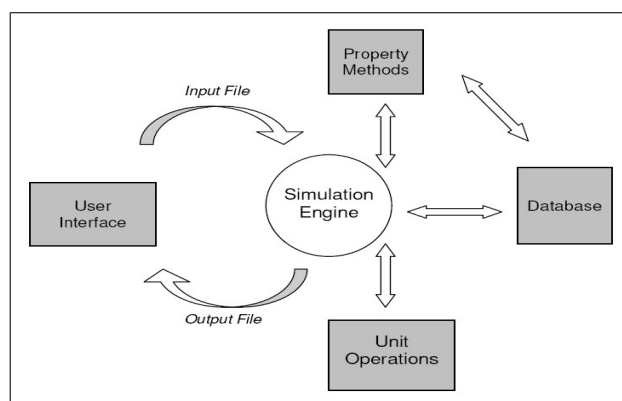 Property
Methods
Input File
Simulation
Engine
User
Interface
Database
Output File
Unit
Operations